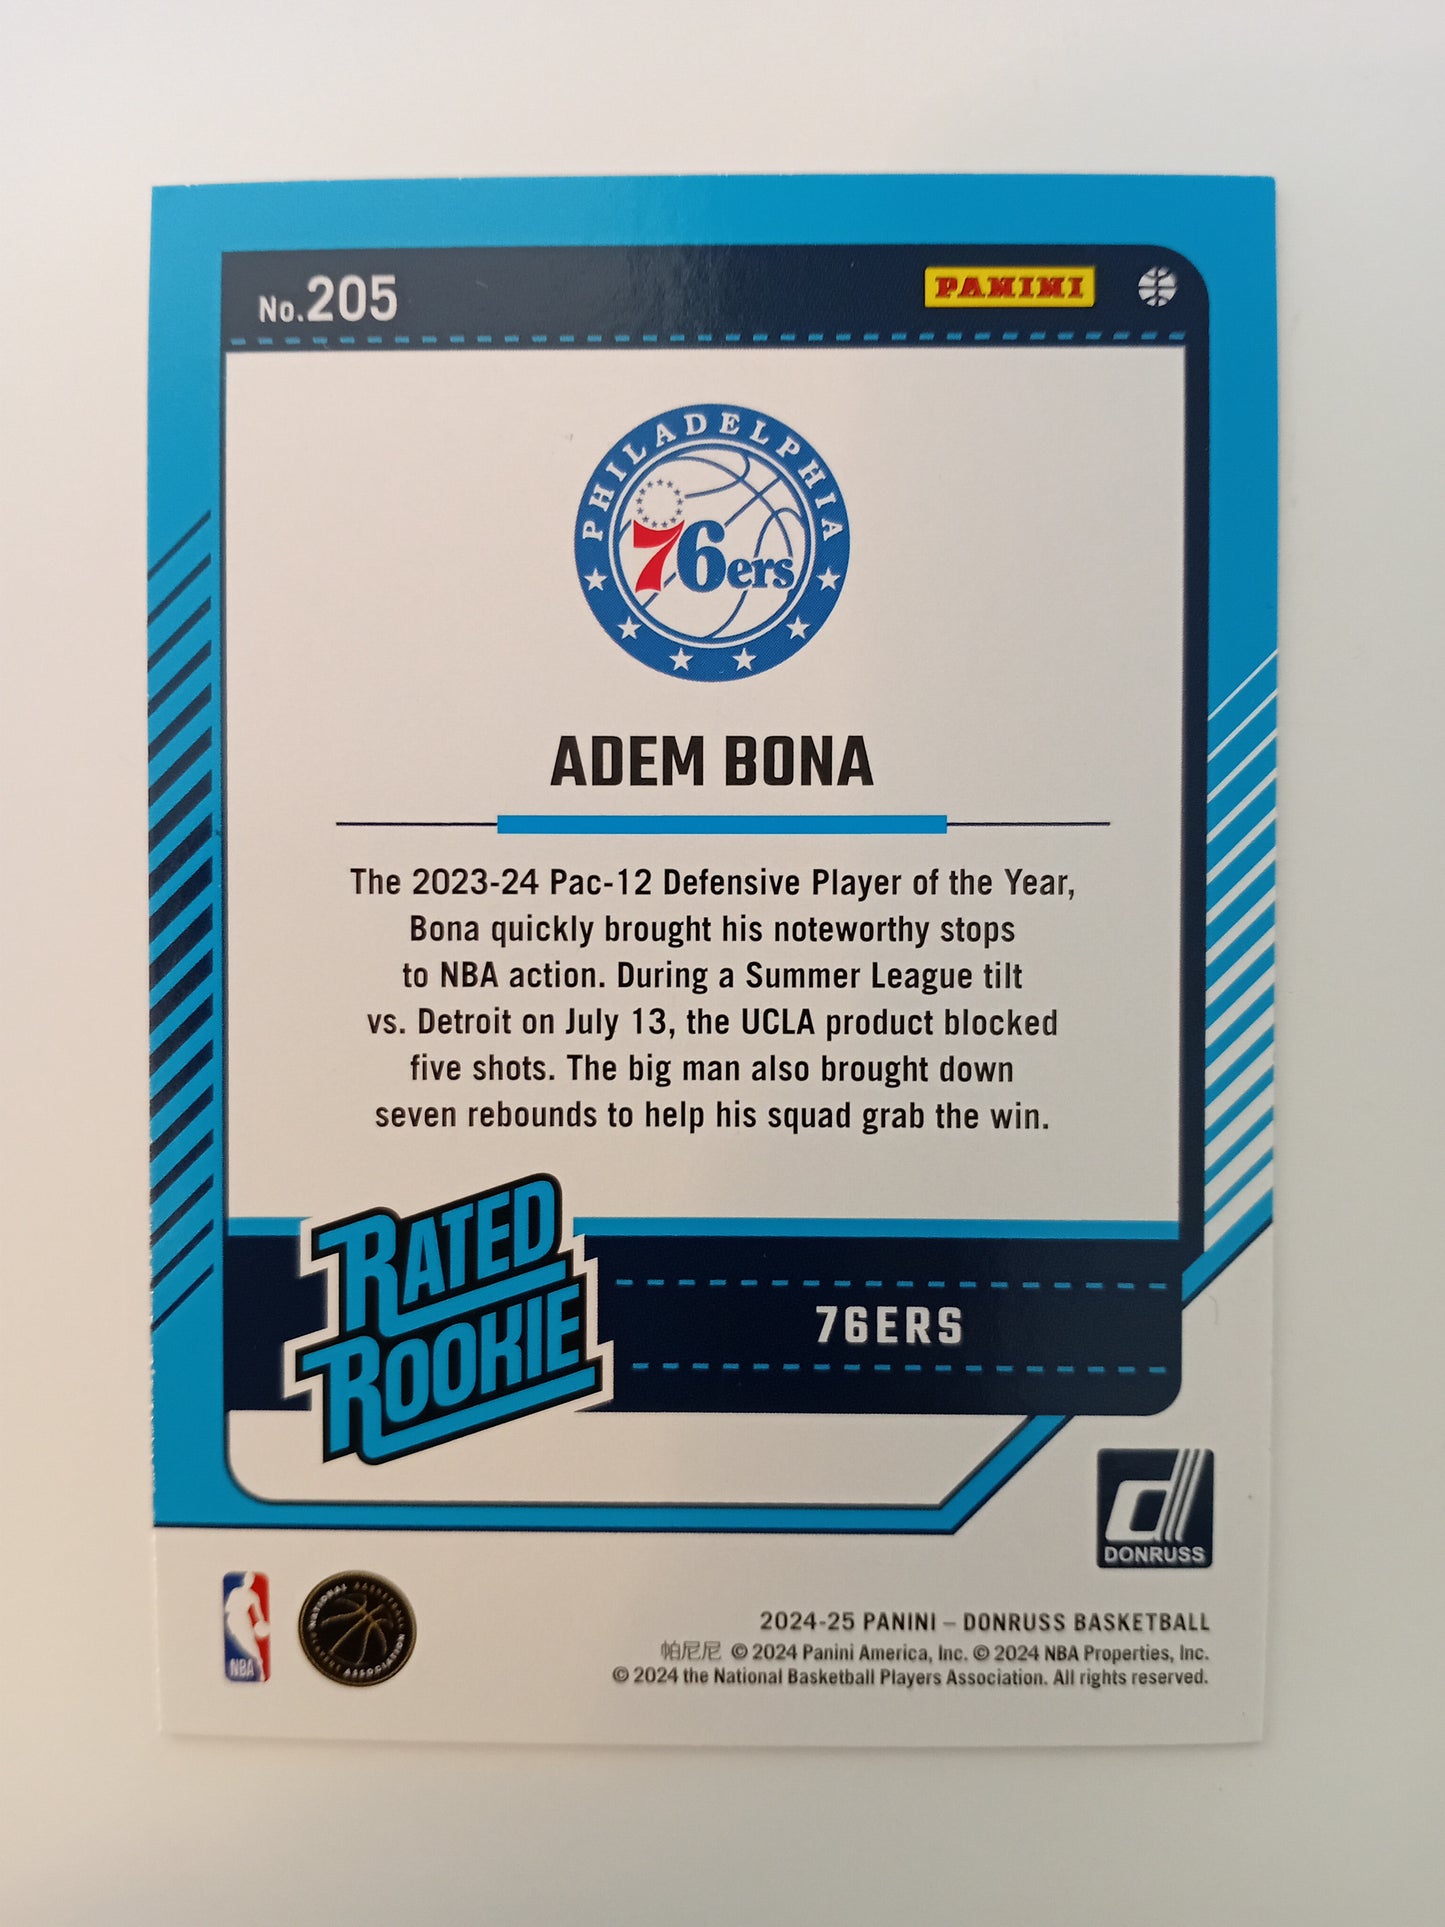 No.205
PANINI
PHILADELPHIA
76ers
ADEM BONA
The 2023-24 Pac-12 Defensive Player of the Year,
Bona quickly brought his noteworthy stops
to NBA action. During a Summer League tilt
vs. Detroit on July 13, the UCLA product blocked
five shots. The big man also brought down
seven rebounds to help his squad grab the win.
RATED
ROOKIE
76ERS
DONRUSS
NBA
NATIONAL BASKETBALL
PLAYERS ASSOCIATION
2024-25 PANINI – DONRUSS BASKETBALL
帕尼尼 © 2024 Panini America, Inc. © 2024 NBA Properties, Inc.
© 2024 the National Basketball Players Association. All rights reserved.